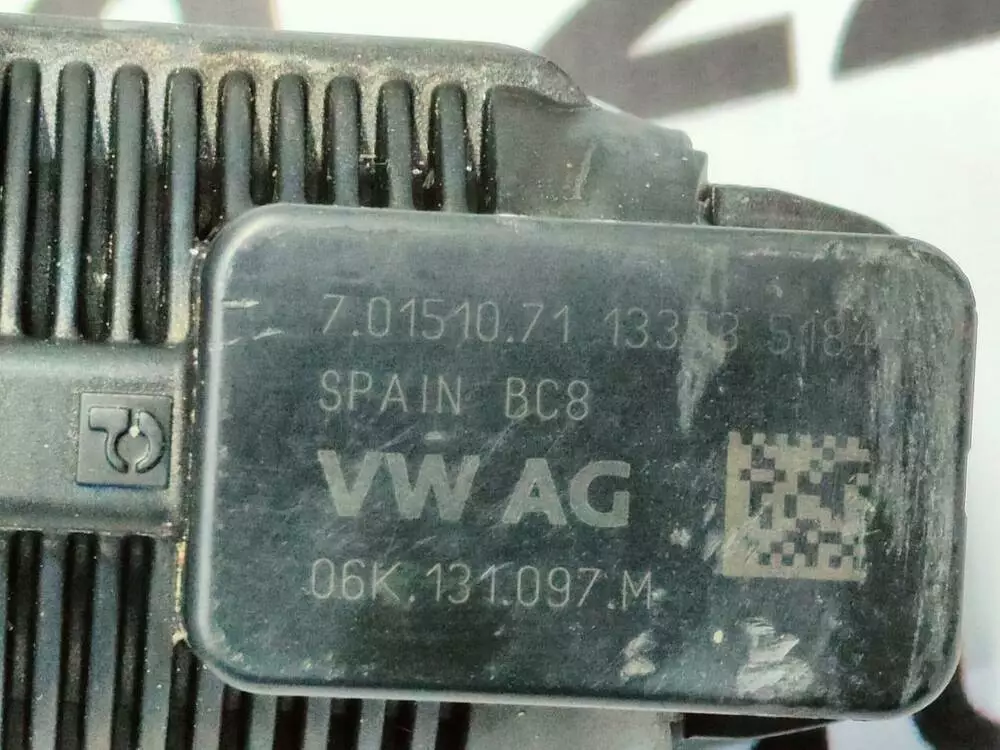 7.01510.71 5184
SPAIN BC8
VW AG
06K.131.097.M